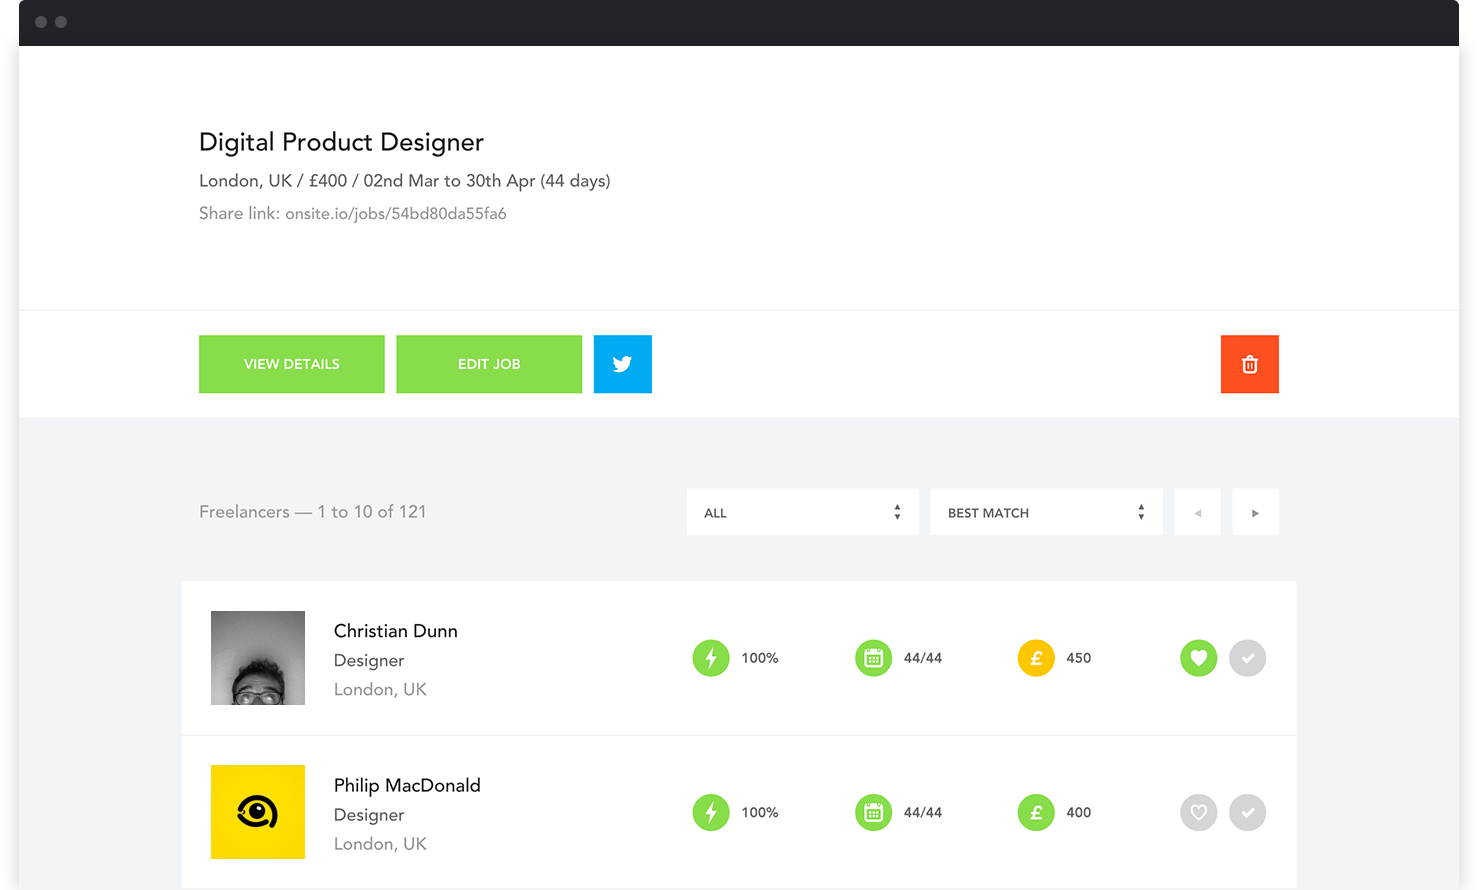 Digital Product Designer
London, UK / £400 / 02nd Mar to 30th Apr (44 days)
Share link: onsite.io/jobs/54bd80da55fa6
VIEW DETAILS
EDIT JOB
Freelancers — 1 to 10 of 121
ALL
BEST MATCH
Christian Dunn
Designer
London, UK
100%
44/44
£ 450
Philip MacDonald
Designer
London, UK
100%
44/44
£ 400